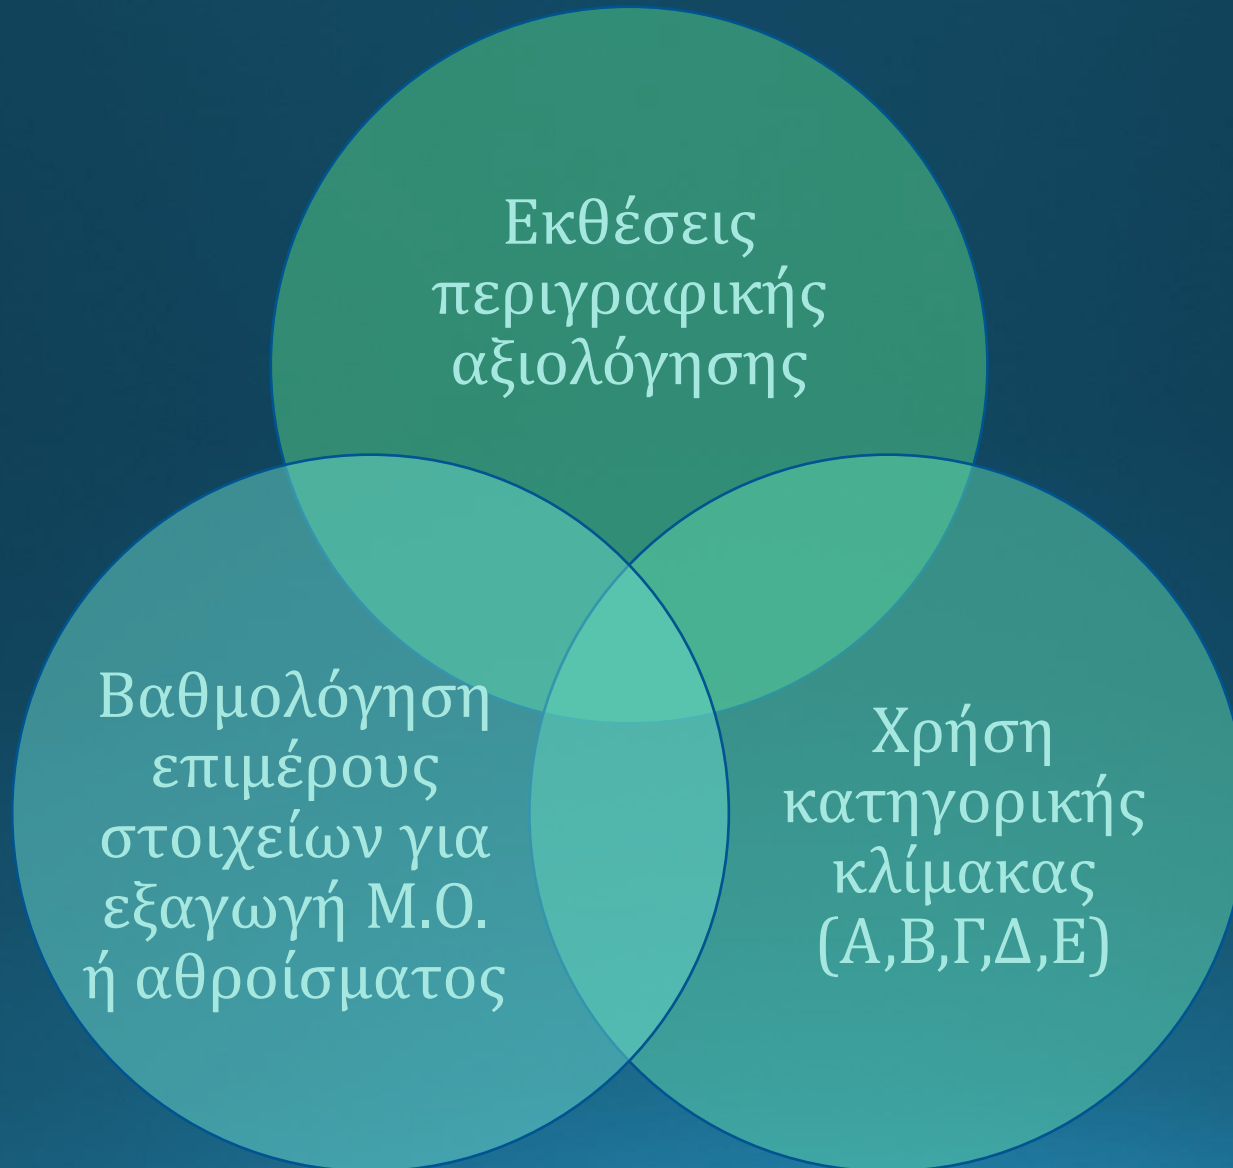 Εκθέσεις
περιγραφικής
αξιολόγησης
Βαθμολόγηση
επιμέρους
στοιχείων για
εξαγωγή Μ.Ο.
ή αθροίσματος
Χρήση
κατηγορικής
κλίμακας
(Α,Β,Γ,Δ,Ε)